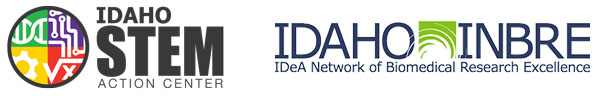 IDAHO
STEM
ACTION CENTER
IDAHO INBRE
IDeA Network of Biomedical Research Excellence